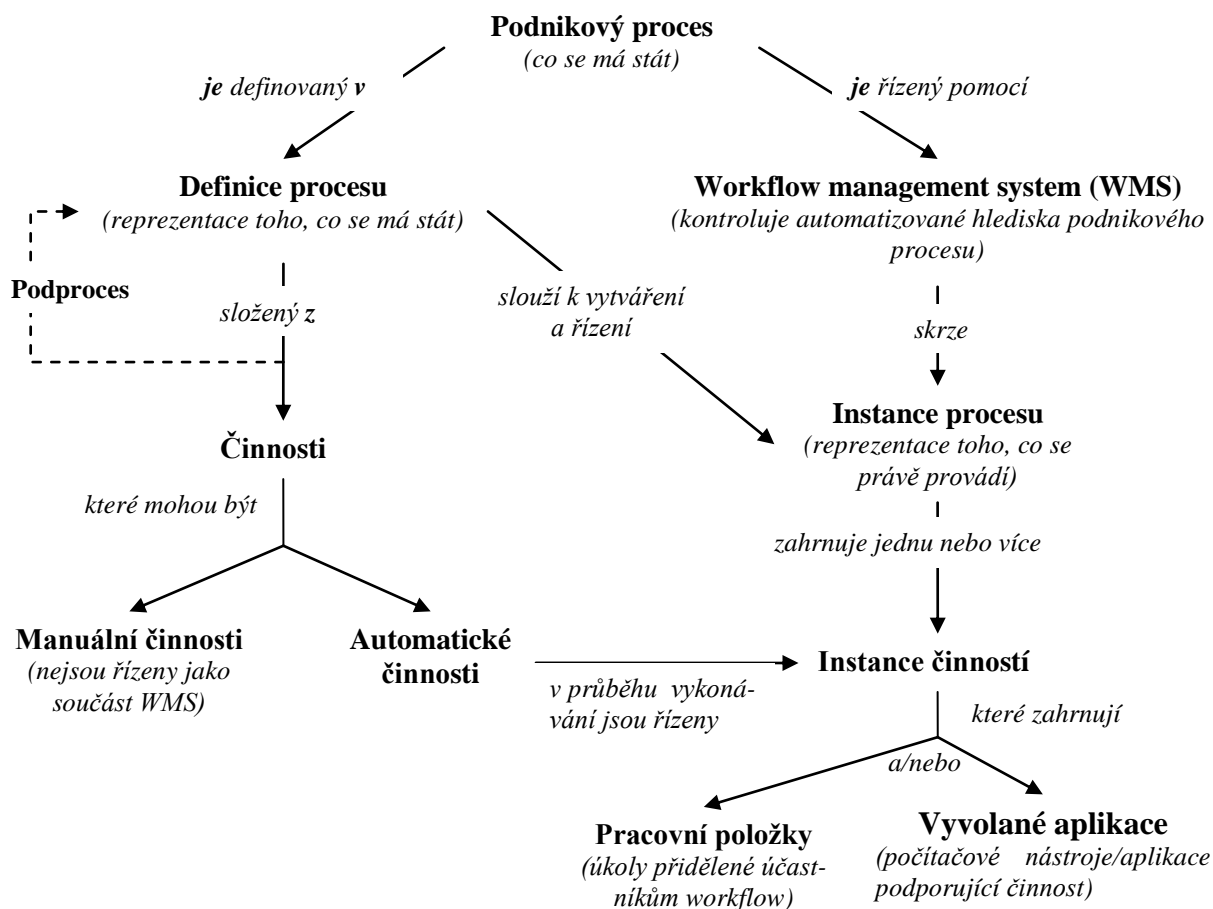 Podnikový proces
(co se má stát)
je definovaný v
je řízený pomocí
Definice procesu
(reprezentace toho, co se má stát)
Workflow management system (WMS)
(kontroluje automatizované hlediska podnikového
procesu)
Podproces
složený z
slouží k vytváření
a řízení
skrze
Instance procesu
(reprezentace toho, co se
právě provádí)
Činnosti
které mohou být
zahrnuje jednu nebo více
Manuální činnosti
(nejsou řízeny jako
součást WMS)
Automatické
činnosti
v průběhu vykoná-
vání jsou řízeny
Instance činností
které zahrnují
a/nebo
Pracovní položky
(úkoly přidělené účast-
níkům workflow)
Vyvolané aplikace
(počítačové nástroje/aplikace
podporující činnost)